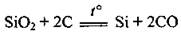 t°
SiO₂ + 2C ⇌ Si + 2CO